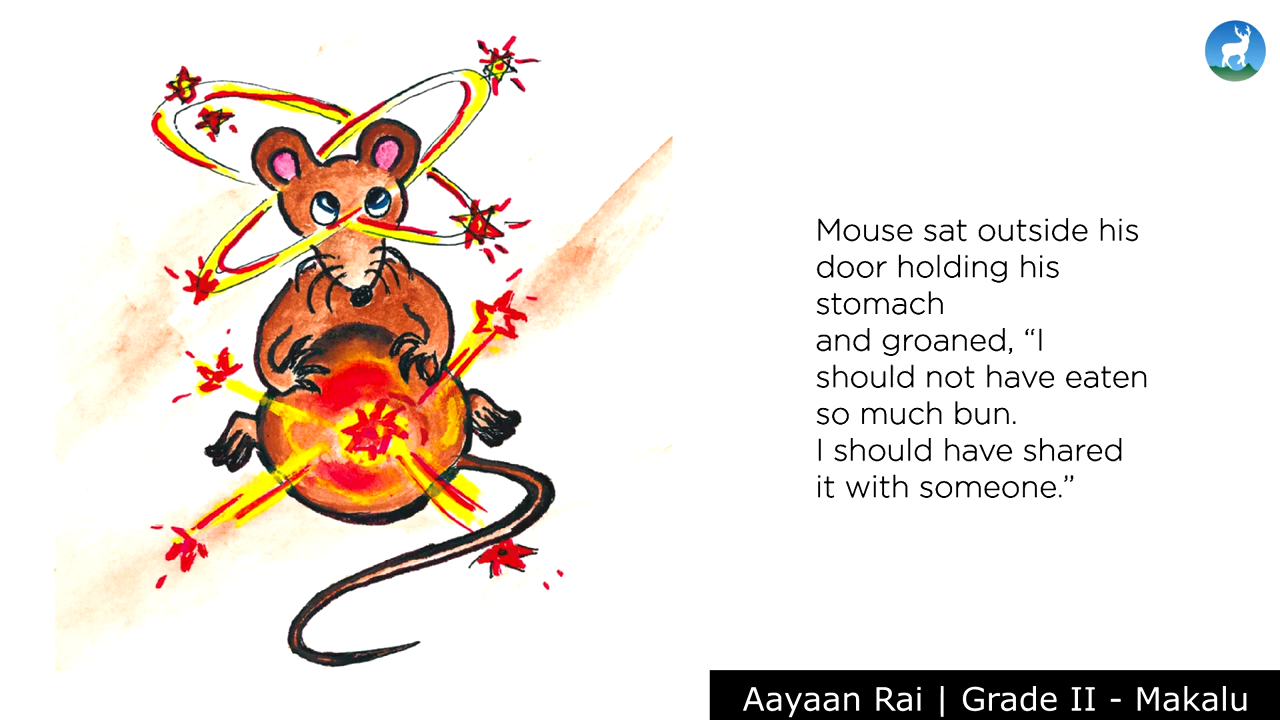 Mouse sat outside his
door holding his
stomach
and groaned, “I
should not have eaten
so much bun.
I should have shared
it with someone.”
Aayaan Rai | Grade II - Makalu